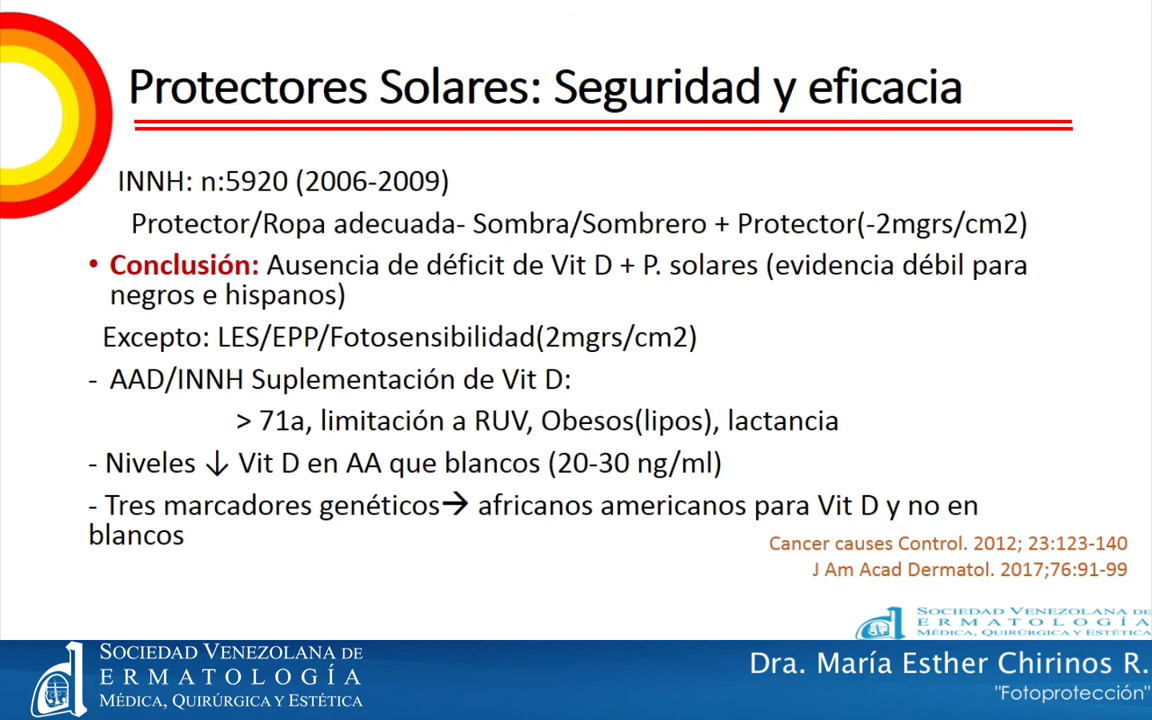 Protectores Solares: Seguridad y eficacia
INNH: n:5920 (2006-2009)
Protector/Ropa adecuada- Sombra/Sombrero + Protector(-2mgrs/cm2)
• Conclusión: Ausencia de déficit de Vit D + P. solares (evidencia débil para
negros e hispanos)
Excepto: LES/EPP/Fotosensibilidad(2mgrs/cm2)
- AAD/INNH Suplementación de Vit D:
> 71a, limitación a RUV, Obesos(lipos), lactancia
- Niveles ↓ Vit D en AA que blancos (20-30 ng/ml)
- Tres marcadores genéticos→ africanos americanos para Vit D y no en
blancos
Cancer causes Control. 2012; 23:123-140
J Am Acad Dermatol. 2017;76:91-99
SOCIEDAD VENEZOLANA DE
ERMATOLOGÍA
MÉDICA, QUIRÚRGICA Y ESTÉTICA
SOCIEDAD VENEZOLANA DE
ERMATOLOGÍA
MÉDICA, QUIRÚRGICA Y ESTÉTICA
Dra. María Esther Chirinos R.
"Fotoprotección"